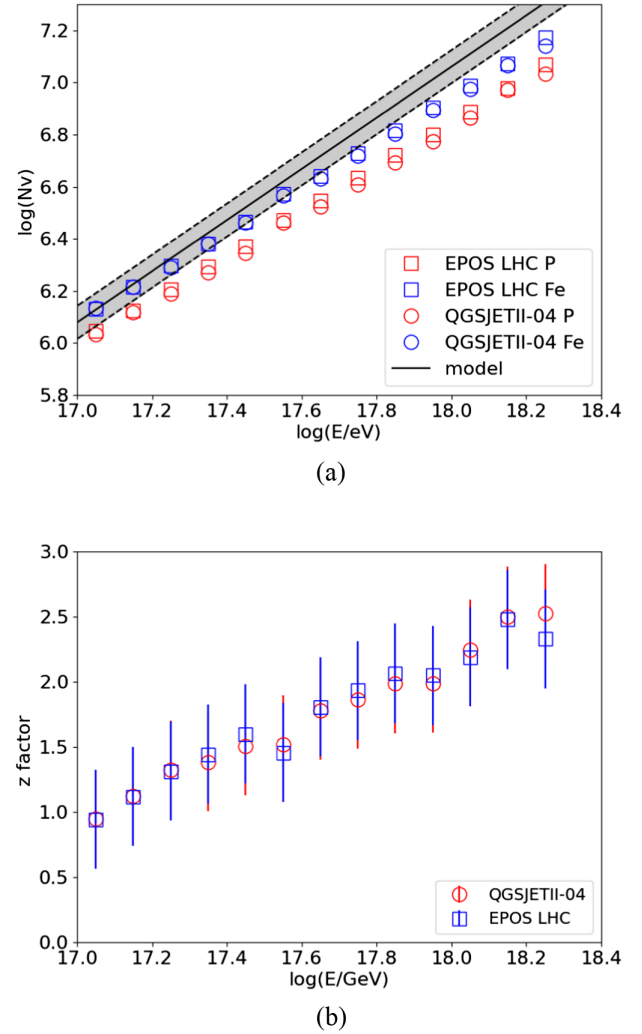 7.2
7.0
6.8
6.6
6.4
6.2
6.0
5.8
log(Nv)
EPOS LHC P
EPOS LHC Fe
QGSJETII-04 P
QGSJETII-04 Fe
model
17.0 17.2 17.4 17.6 17.8 18.0 18.2 18.4
log(E/eV)
(a)
3.0
2.5
2.0
1.5
1.0
0.5
0.0
z factor
QGSJETII-04
EPOS LHC
17.0 17.2 17.4 17.6 17.8 18.0 18.2 18.4
log(E/GeV)
(b)